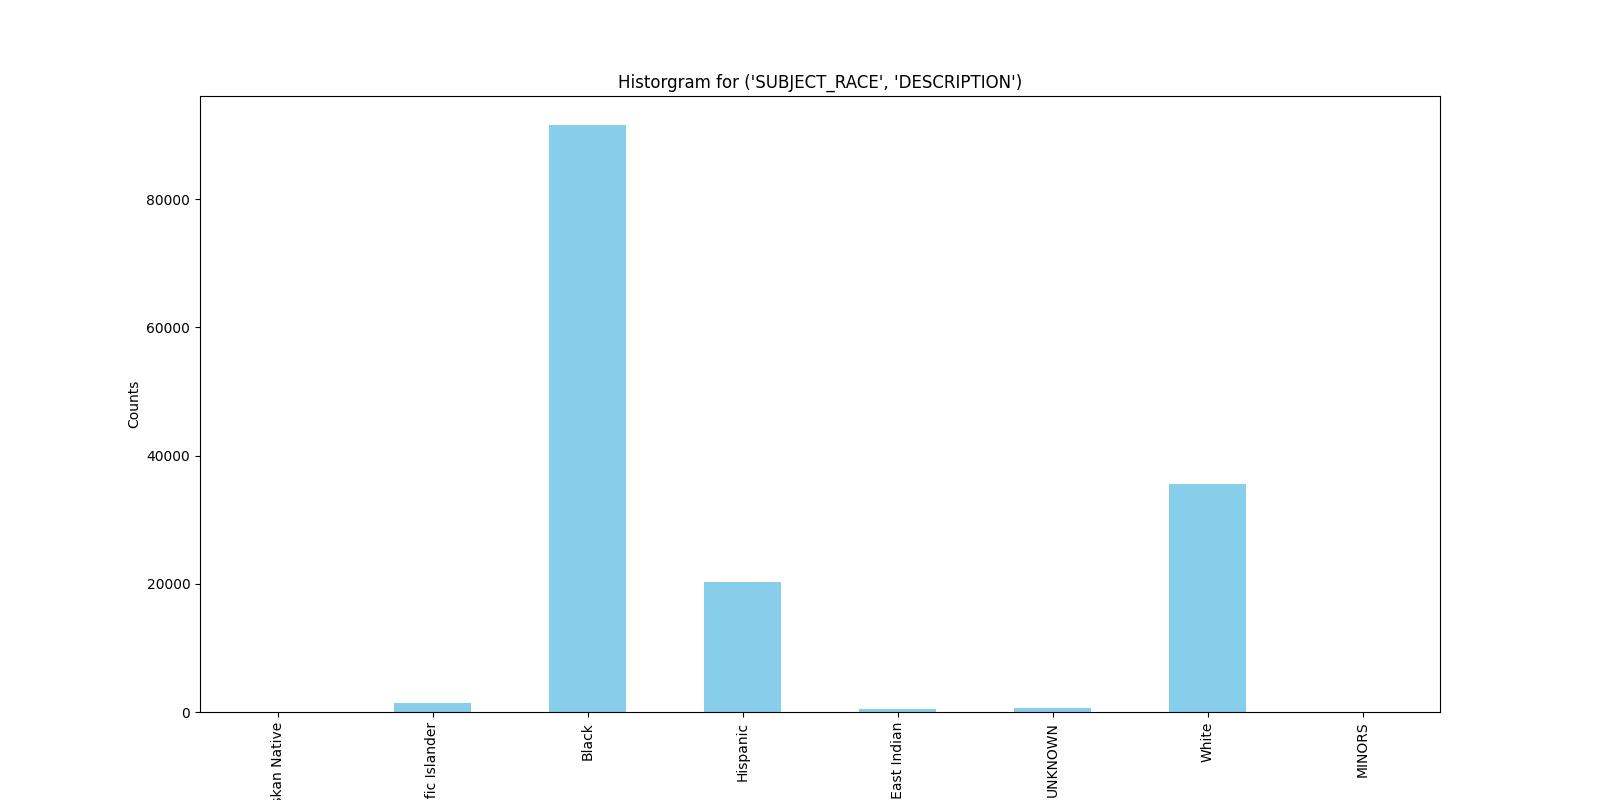 Historgram for ('SUBJECT_RACE', 'DESCRIPTION')
80000
60000
40000
20000
0
Counts
skan Native
fic Islander
Black
Hispanic
East Indian
UNKNOWN
White
MINORS